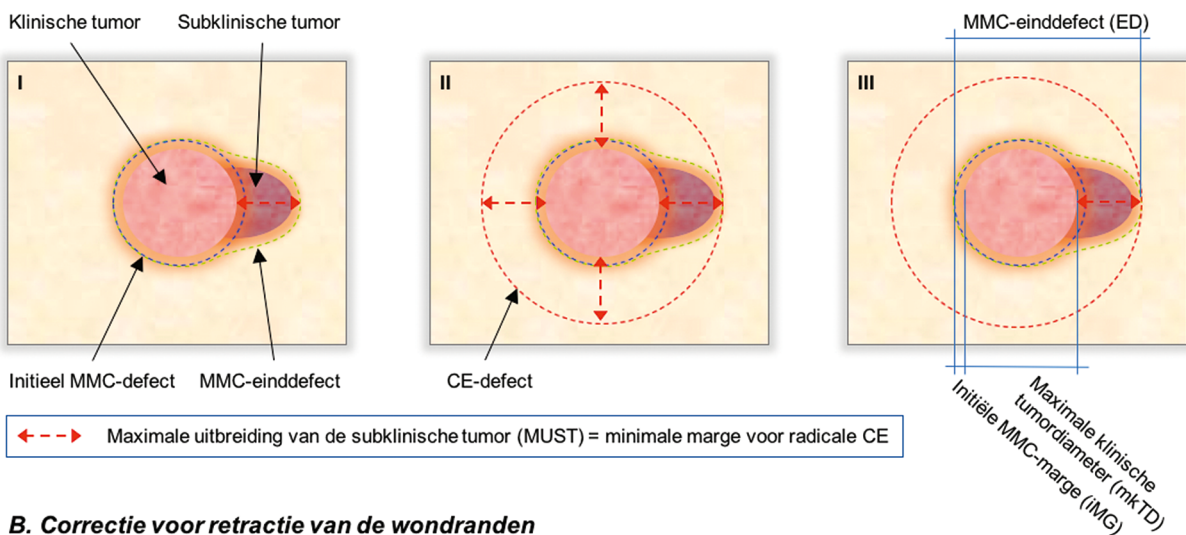 Klinische tumor
Subklinische tumor
MMC-einddefect (ED)
I
II
III
Initieel MMC-defect
MMC-einddefect
CE-defect
Maximale klinische
tumordiameter (mkTD)
Initiële MMC-marge (iMG)
Maximale uitbreiding van de subklinische tumor (MUST) = minimale marge voor radicale CE
B. Correctie voor retractie van de wondranden